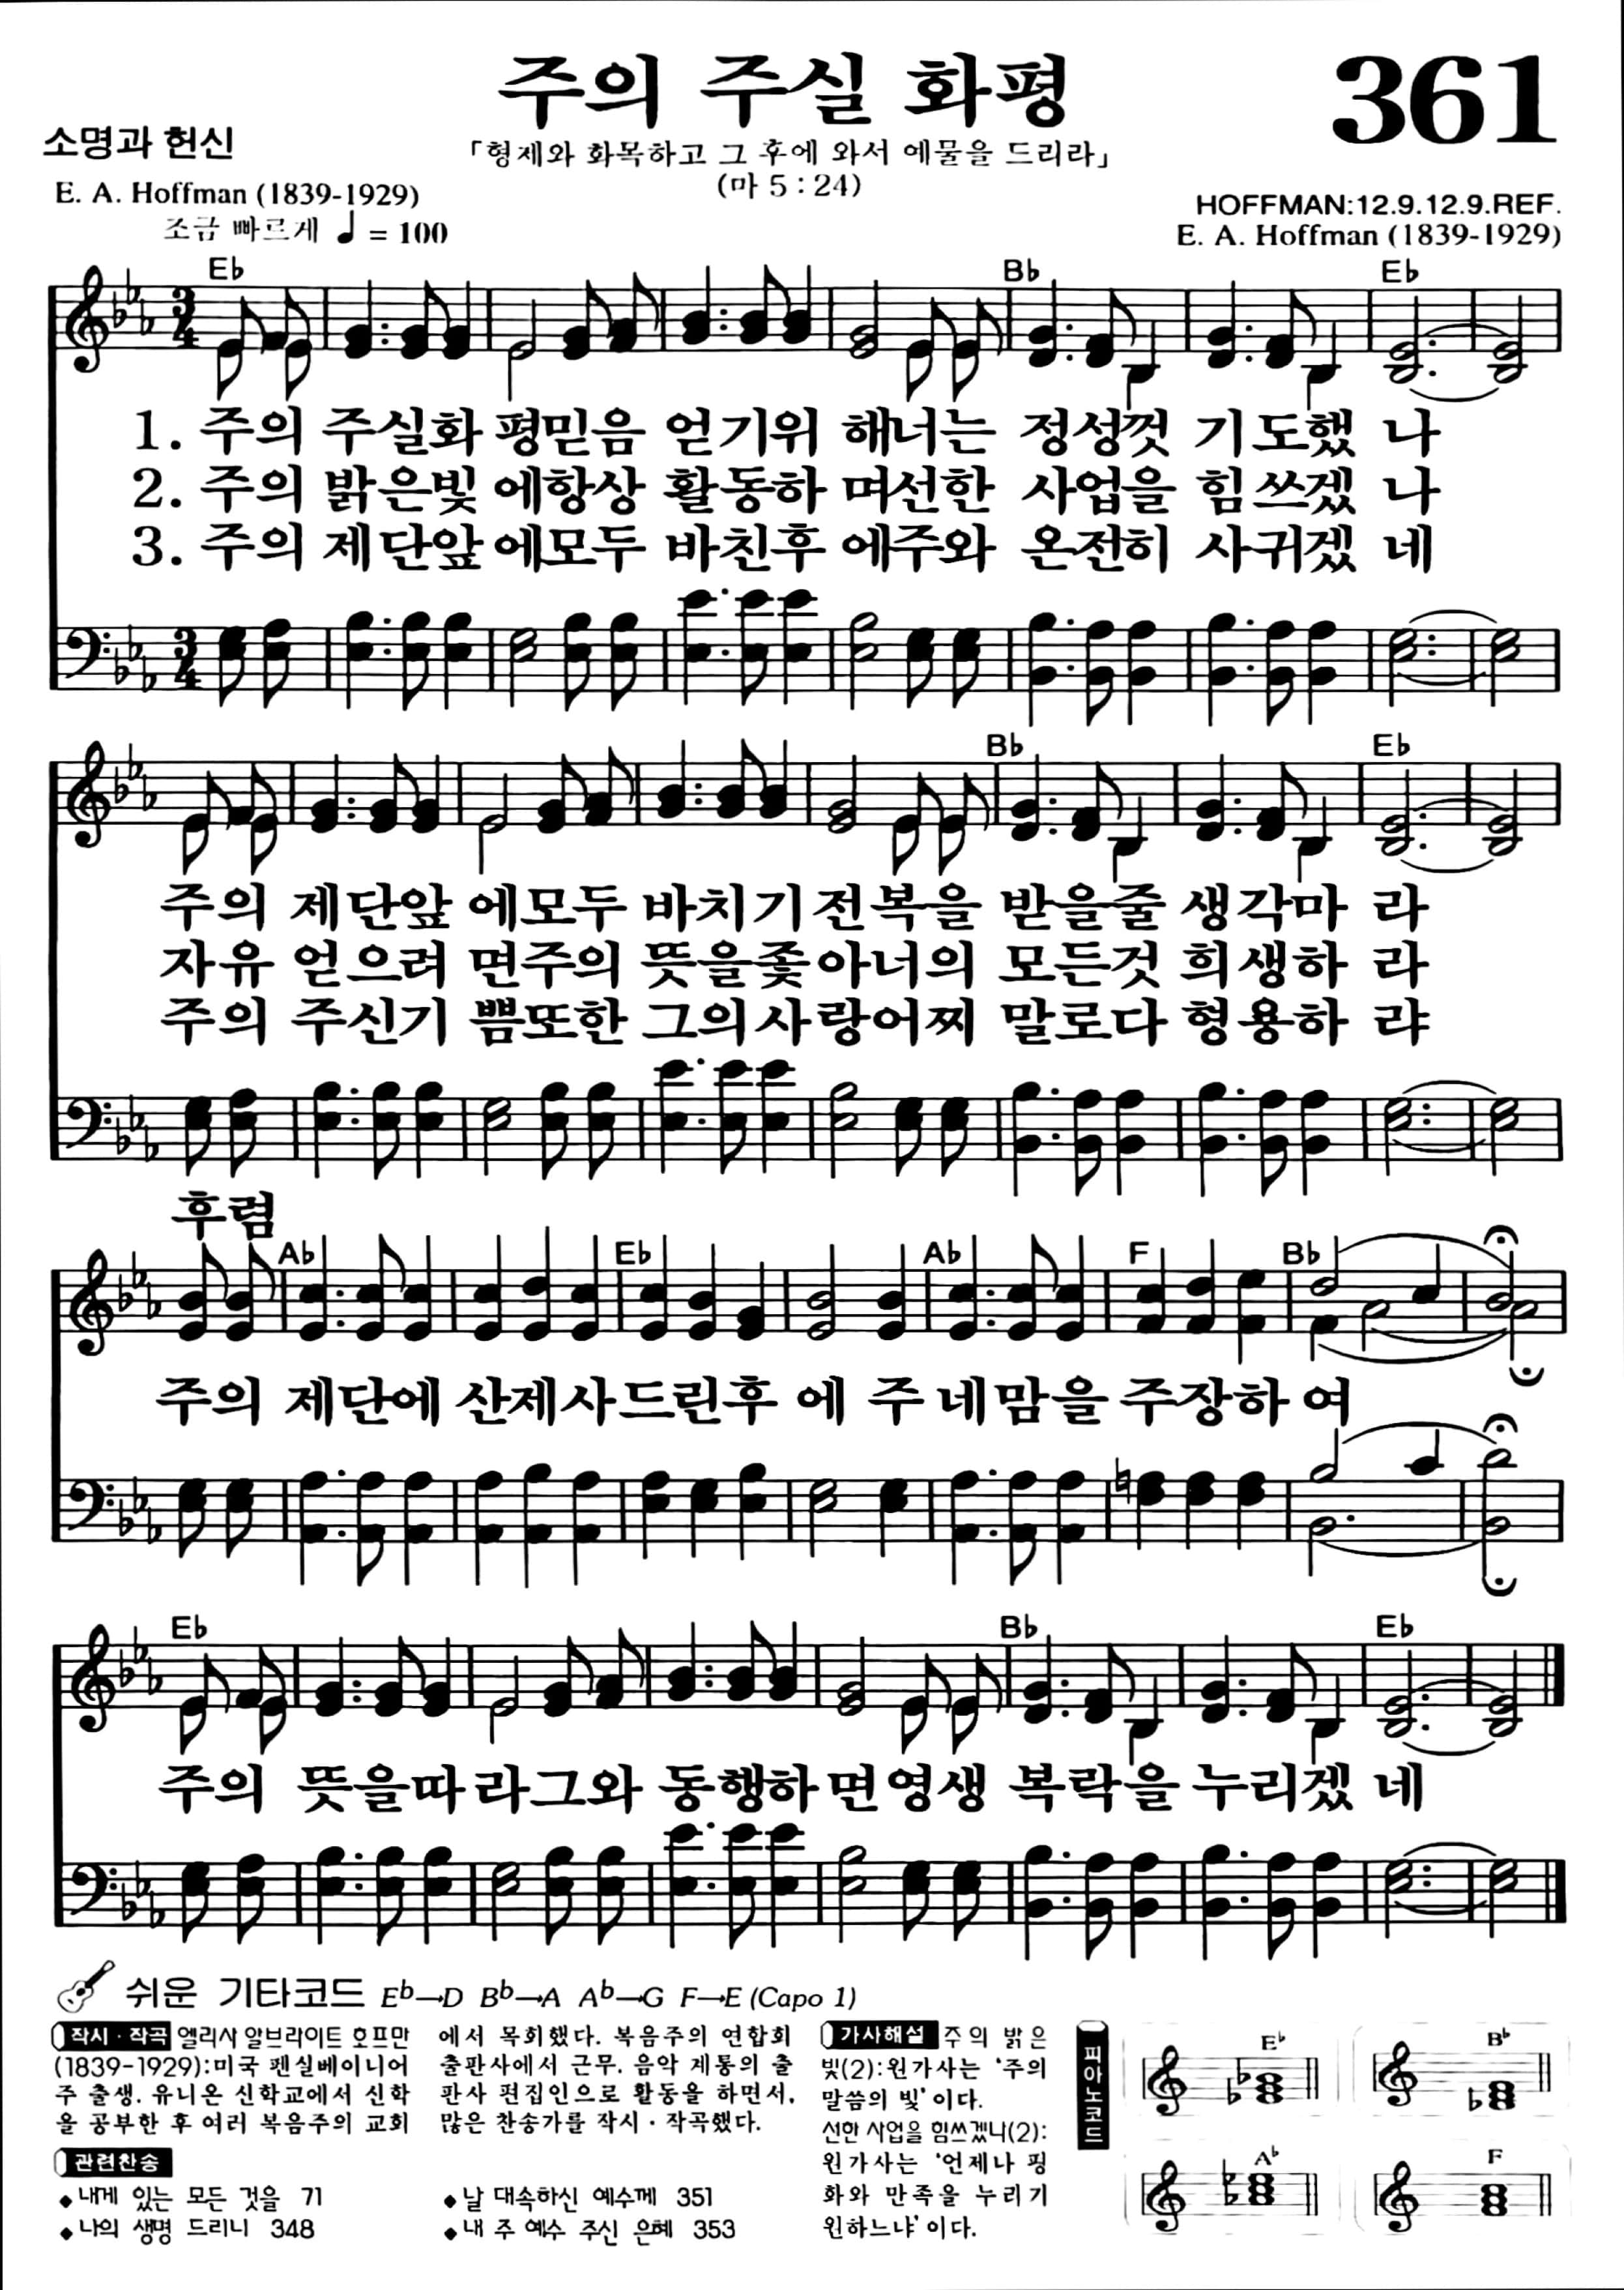 주의 주실 화평
361
소명과 헌신
「형제와 화목하고 그 후에 와서 예물을 드리라」
(마 5 : 24)
E. A. Hoffman (1839-1929)
HOFFMAN:12.9.12.9.REF.
조금 빠르게 ♩ = 100
E. A. Hoffman (1839-1929)
E♭ B♭ E♭
3/4
1. 주의 주실화 평믿음 얻기위 해너는 정성껏 기도했 나
2. 주의 밝은빛 에항상 활동하 며선한 사업을 힘쓰겠 나
3. 주의 제단앞 에모두 바친후 에주와 온전히 사귀겠 네
3/4
B♭ E♭
주의 제단앞 에모두 바치기 전복을 받을줄 생각마 라
자유 얻으려 면주의 뜻을좇 아너의 모든것 희생하 라
주의 주신기 쁨또한 그의사 랑어찌 말로다 형용하 랴
후렴
A♭ E♭ A♭ F B♭
주의 제단에 산제사 드린후 에 주 네맘을 주장하 여
E♭ B♭ E♭
주의 뜻을따 라그와 동행하 면영생 복락을 누리겠 네
쉬운 기타코드 E♭→D B♭→A A♭→G F→E (Capo 1)
작시 · 작곡 엘리사 알브라이트 호프만
(1839-1929):미국 펜실베이니어
주 출생. 유니온 신학교에서 신학
을 공부한 후 여러 복음주의 교회
에서 목회했다. 복음주의 연합회
출판사에서 근무. 음악 계통의 출
판사 편집인으로 활동을 하면서,
많은 찬송가를 작시 · 작곡했다.
가사해설 주의 밝은
빛(2):원가사는 '주의
말씀의 빛'이다.
선한 사업을 힘쓰겠나(2):
원가사는 '언제나 평
화와 만족을 누리기
원하느냐'이다.
관련찬송
◆내게 있는 모든 것을 71
◆나의 생명 드리니 348
◆날 대속하신 예수께 351
◆내 주 예수 주신 은혜 353
피아노코드
E♭ B♭
A♭ F